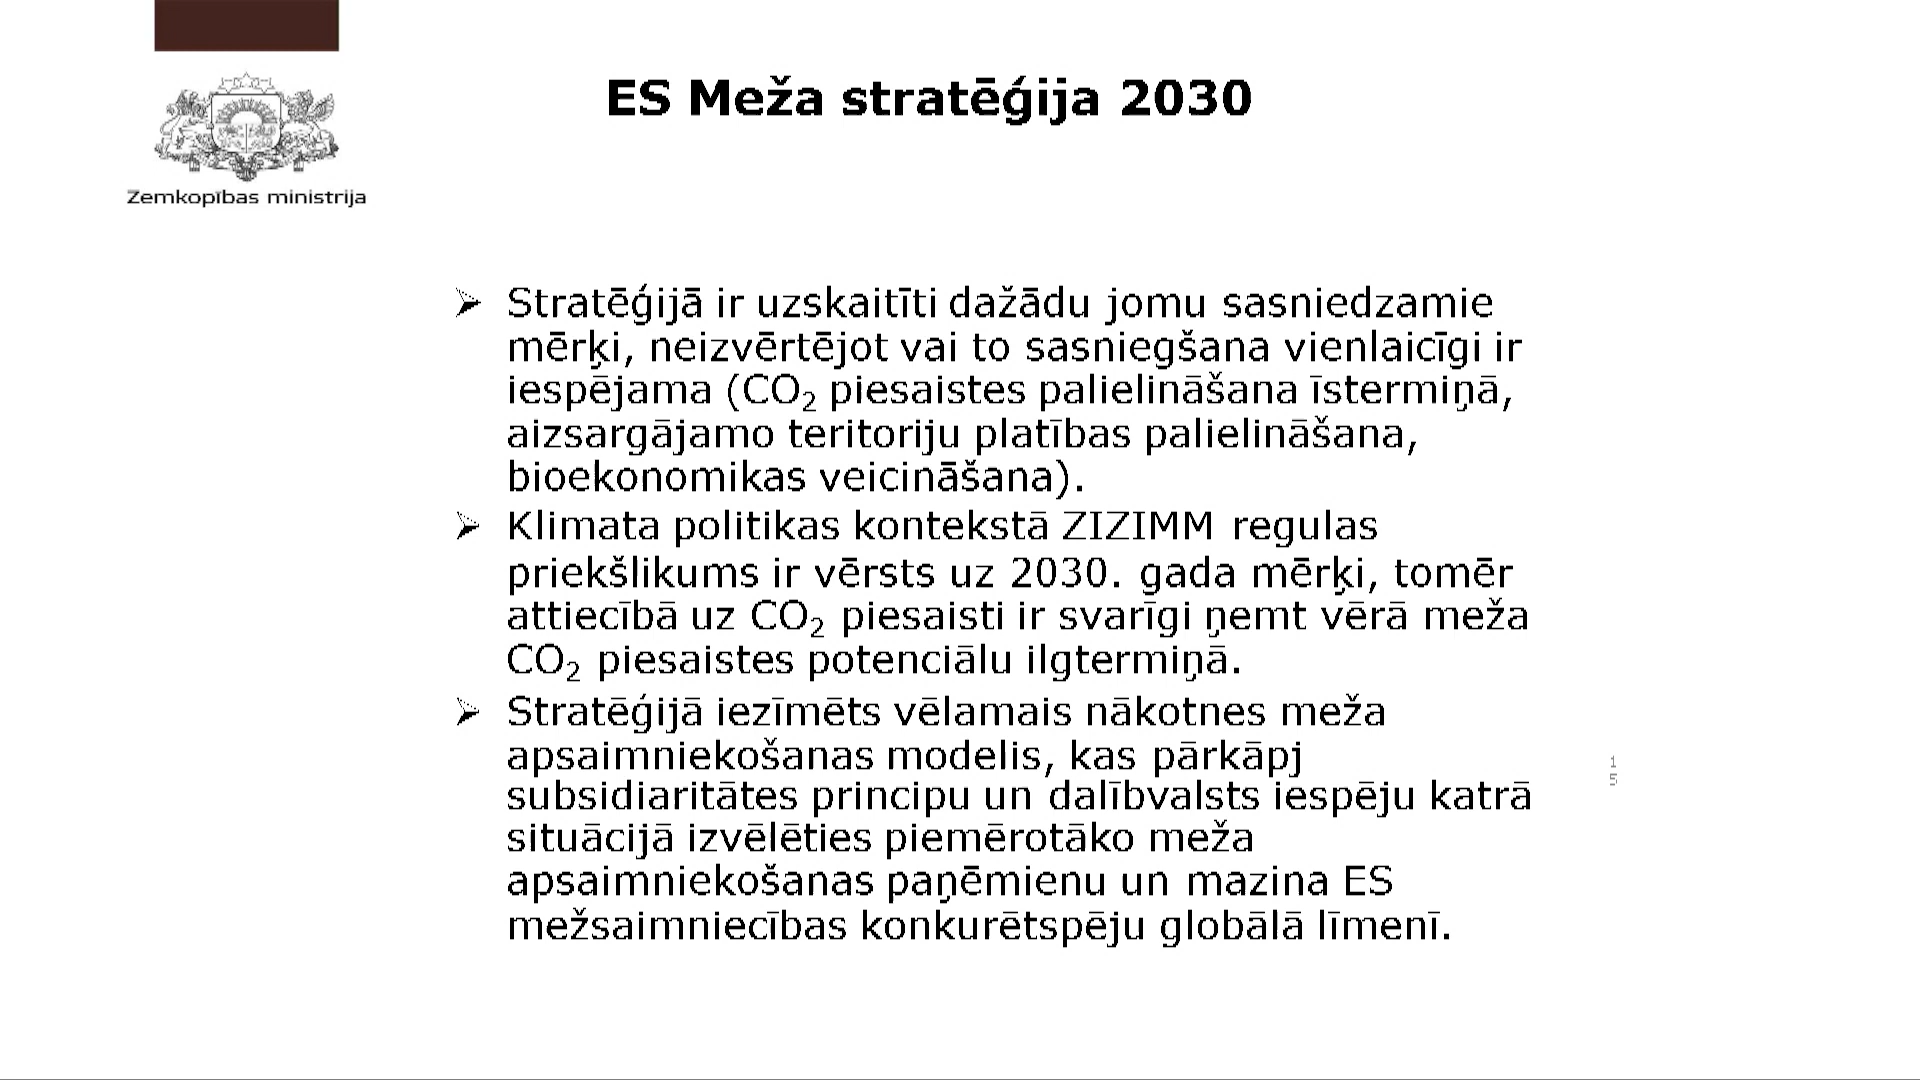 ES Meža stratēģija 2030
Zemkopības ministrija
➢ Stratēģijā ir uzskaitīti dažādu jomu sasniedzamie
mērķi, neizvērtējot vai to sasniegšana vienlaicīgi ir
iespējama (CO₂ piesaistes palielināšana īstermiņā,
aizsargājamo teritoriju platības palielināšana,
bioekonomikas veicināšana).
➢ Klimata politikas kontekstā ZIZIMM regulas
priekšlikums ir vērsts uz 2030. gada mērķi, tomēr
attiecībā uz CO₂ piesaisti ir svarīgi ņemt vērā meža
CO₂ piesaistes potenciālu ilgtermiņā.
➢ Stratēģijā iezīmēts vēlamais nākotnes meža
apsaimniekošanas modelis, kas pārkāpj
subsidiaritātes principu un dalībvalsts iespēju katrā
situācijā izvēlēties piemērotāko meža
apsaimniekošanas paņēmienu un mazina ES
mežsaimniecības konkurētspēju globālā līmenī.
1
5